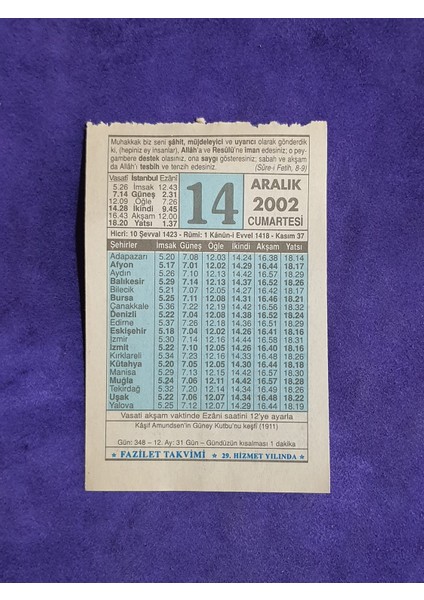 Muhakkak biz seni şâhit, müjdeleyici ve uyarıcı olarak gönderdik
ki, (hepiniz ey insanlar), Allâh'a ve Resûlü'ne îman edesiniz; o pey-
gambere destek olasınız, ona saygı gösteresiniz; sabah ve akşam
da Allâh'ı tesbîh ve tenzih edesiniz. (Sûre-i Fetih, 8-9)
Vasatî İstanbul Ezânî
5.26 İmsak 12.43
7.14 Güneş 2.31
12.09 Öğle 7.26
14.28 İkindi 9.45
16.43 Akşam 12.00
18.20 Yatsı 1.37
14
ARALIK
2002
CUMARTESİ
Hicrî: 10 Şevval 1423 - Rûmî: 1 Kânûn-i Evvel 1418 - Kasım 37
Şehirler İmsak Güneş Öğle İkindi Akşam Yatsı
Adapazarı 5.20 7.08 12.03 14.24 16.38 18.14
Afyon 5.17 7.01 12.02 14.29 16.44 18.17
Aydın 5.26 7.10 12.13 14.42 16.57 18.29
Balıkesir 5.29 7.14 12.13 14.37 16.52 18.26
Bilecik 5.21 7.07 12.05 14.28 16.42 18.17
Bursa 5.25 7.11 12.08 14.31 16.46 18.21
Çanakkale 5.36 7.22 12.19 14.42 16.56 18.32
Denizli 5.22 7.04 12.08 14.38 16.52 18.24
Edirne 5.37 7.26 12.18 14.35 16.49 18.28
Eskişehir 5.18 7.04 12.02 14.26 16.41 18.16
İzmir 5.30 7.14 12.16 14.44 16.58 18.31
İzmit 5.22 7.10 12.05 14.26 16.40 18.16
Kırklareli 5.34 7.23 12.16 14.33 16.48 18.26
Kütahya 5.20 7.05 12.05 14.30 16.44 18.18
Manisa 5.29 7.13 12.15 14.42 16.57 18.30
Muğla 5.24 7.06 12.11 14.42 16.57 18.28
Tekirdağ 5.32 7.20 12.14 14.34 16.48 18.26
Uşak 5.22 7.06 12.07 14.34 16.48 18.22
Yalova 5.25 7.12 12.07 14.29 16.44 18.19
Vasati akşam vaktinde Ezânî saatini 12'ye ayarla
Kâşif Amundsen'in Güney Kutbu'nu keşfi (1911)
Gün: 348 – 12. Ay: 31 Gün – Gündüzün kısalması 1 dakika
★ FAZİLET TAKVİMİ ★ 29. HİZMET YILINDA ★